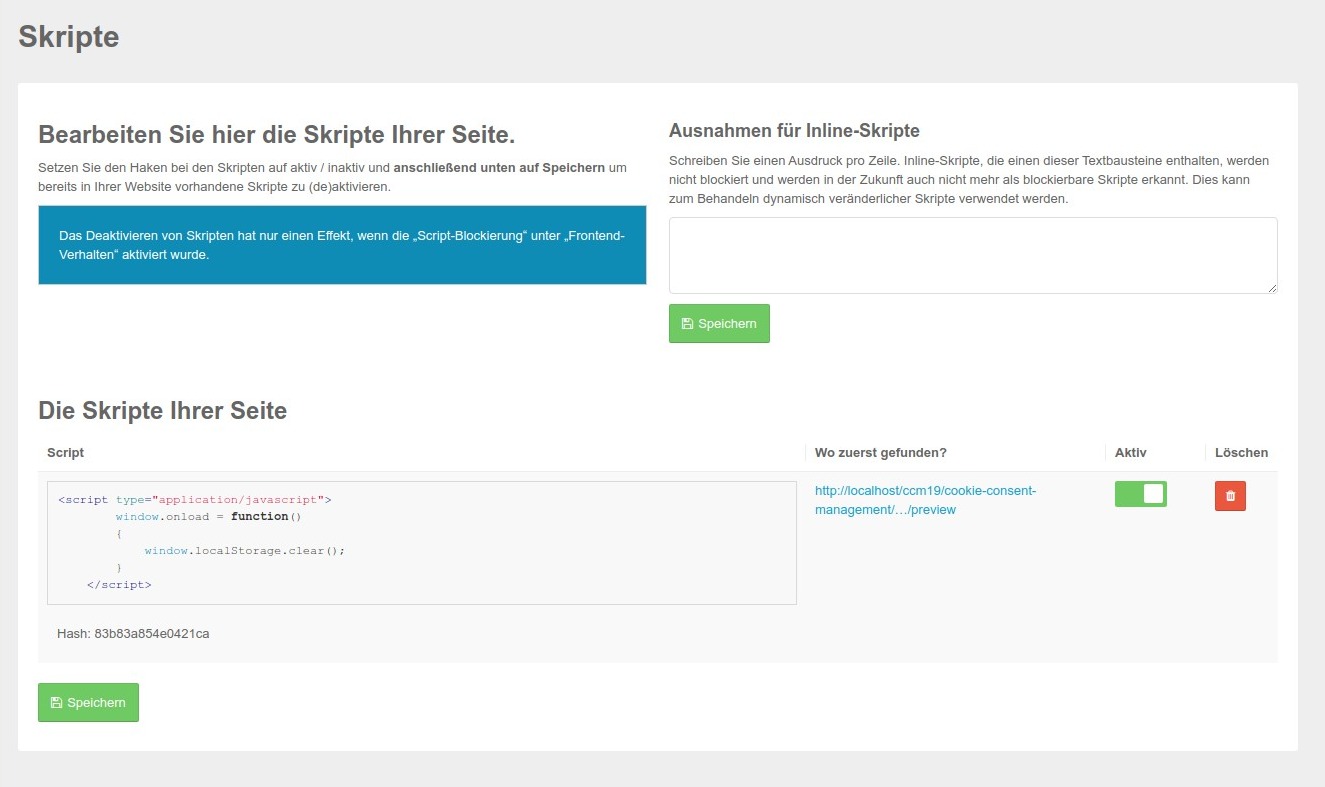 Skripte
Bearbeiten Sie hier die Skripte Ihrer Seite.
Setzen Sie den Haken bei den Skripten auf aktiv / inaktiv und anschließend unten auf Speichern um
bereits in Ihrer Website vorhandene Skripte zu (de)aktivieren.
Das Deaktivieren von Skripten hat nur einen Effekt, wenn die „Script-Blockierung“ unter „Frontend-
Verhalten“ aktiviert wurde.
Ausnahmen für Inline-Skripte
Schreiben Sie einen Ausdruck pro Zeile. Inline-Skripte, die einen dieser Textbausteine enthalten, werden
nicht blockiert und werden in der Zukunft auch nicht mehr als blockierbare Skripte erkannt. Dies kann
zum Behandeln dynamisch veränderlicher Skripte verwendet werden.
Speichern
Die Skripte Ihrer Seite
Script Wo zuerst gefunden? Aktiv Löschen
<script type="application/javascript">
window.onload = function()
{
window.localStorage.clear();
}
</script>
Hash: 83b83a854e0421ca
http://localhost/ccm19/cookie-consent-
management/…/preview
Speichern